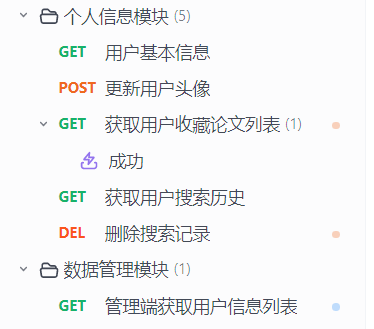 个人信息模块 (5)
GET 用户基本信息
POST 更新用户头像
GET 获取用户收藏论文列表 (1)
成功
GET 获取用户搜索历史
DEL 删除搜索记录
数据管理模块 (1)
GET 管理端获取用户信息列表